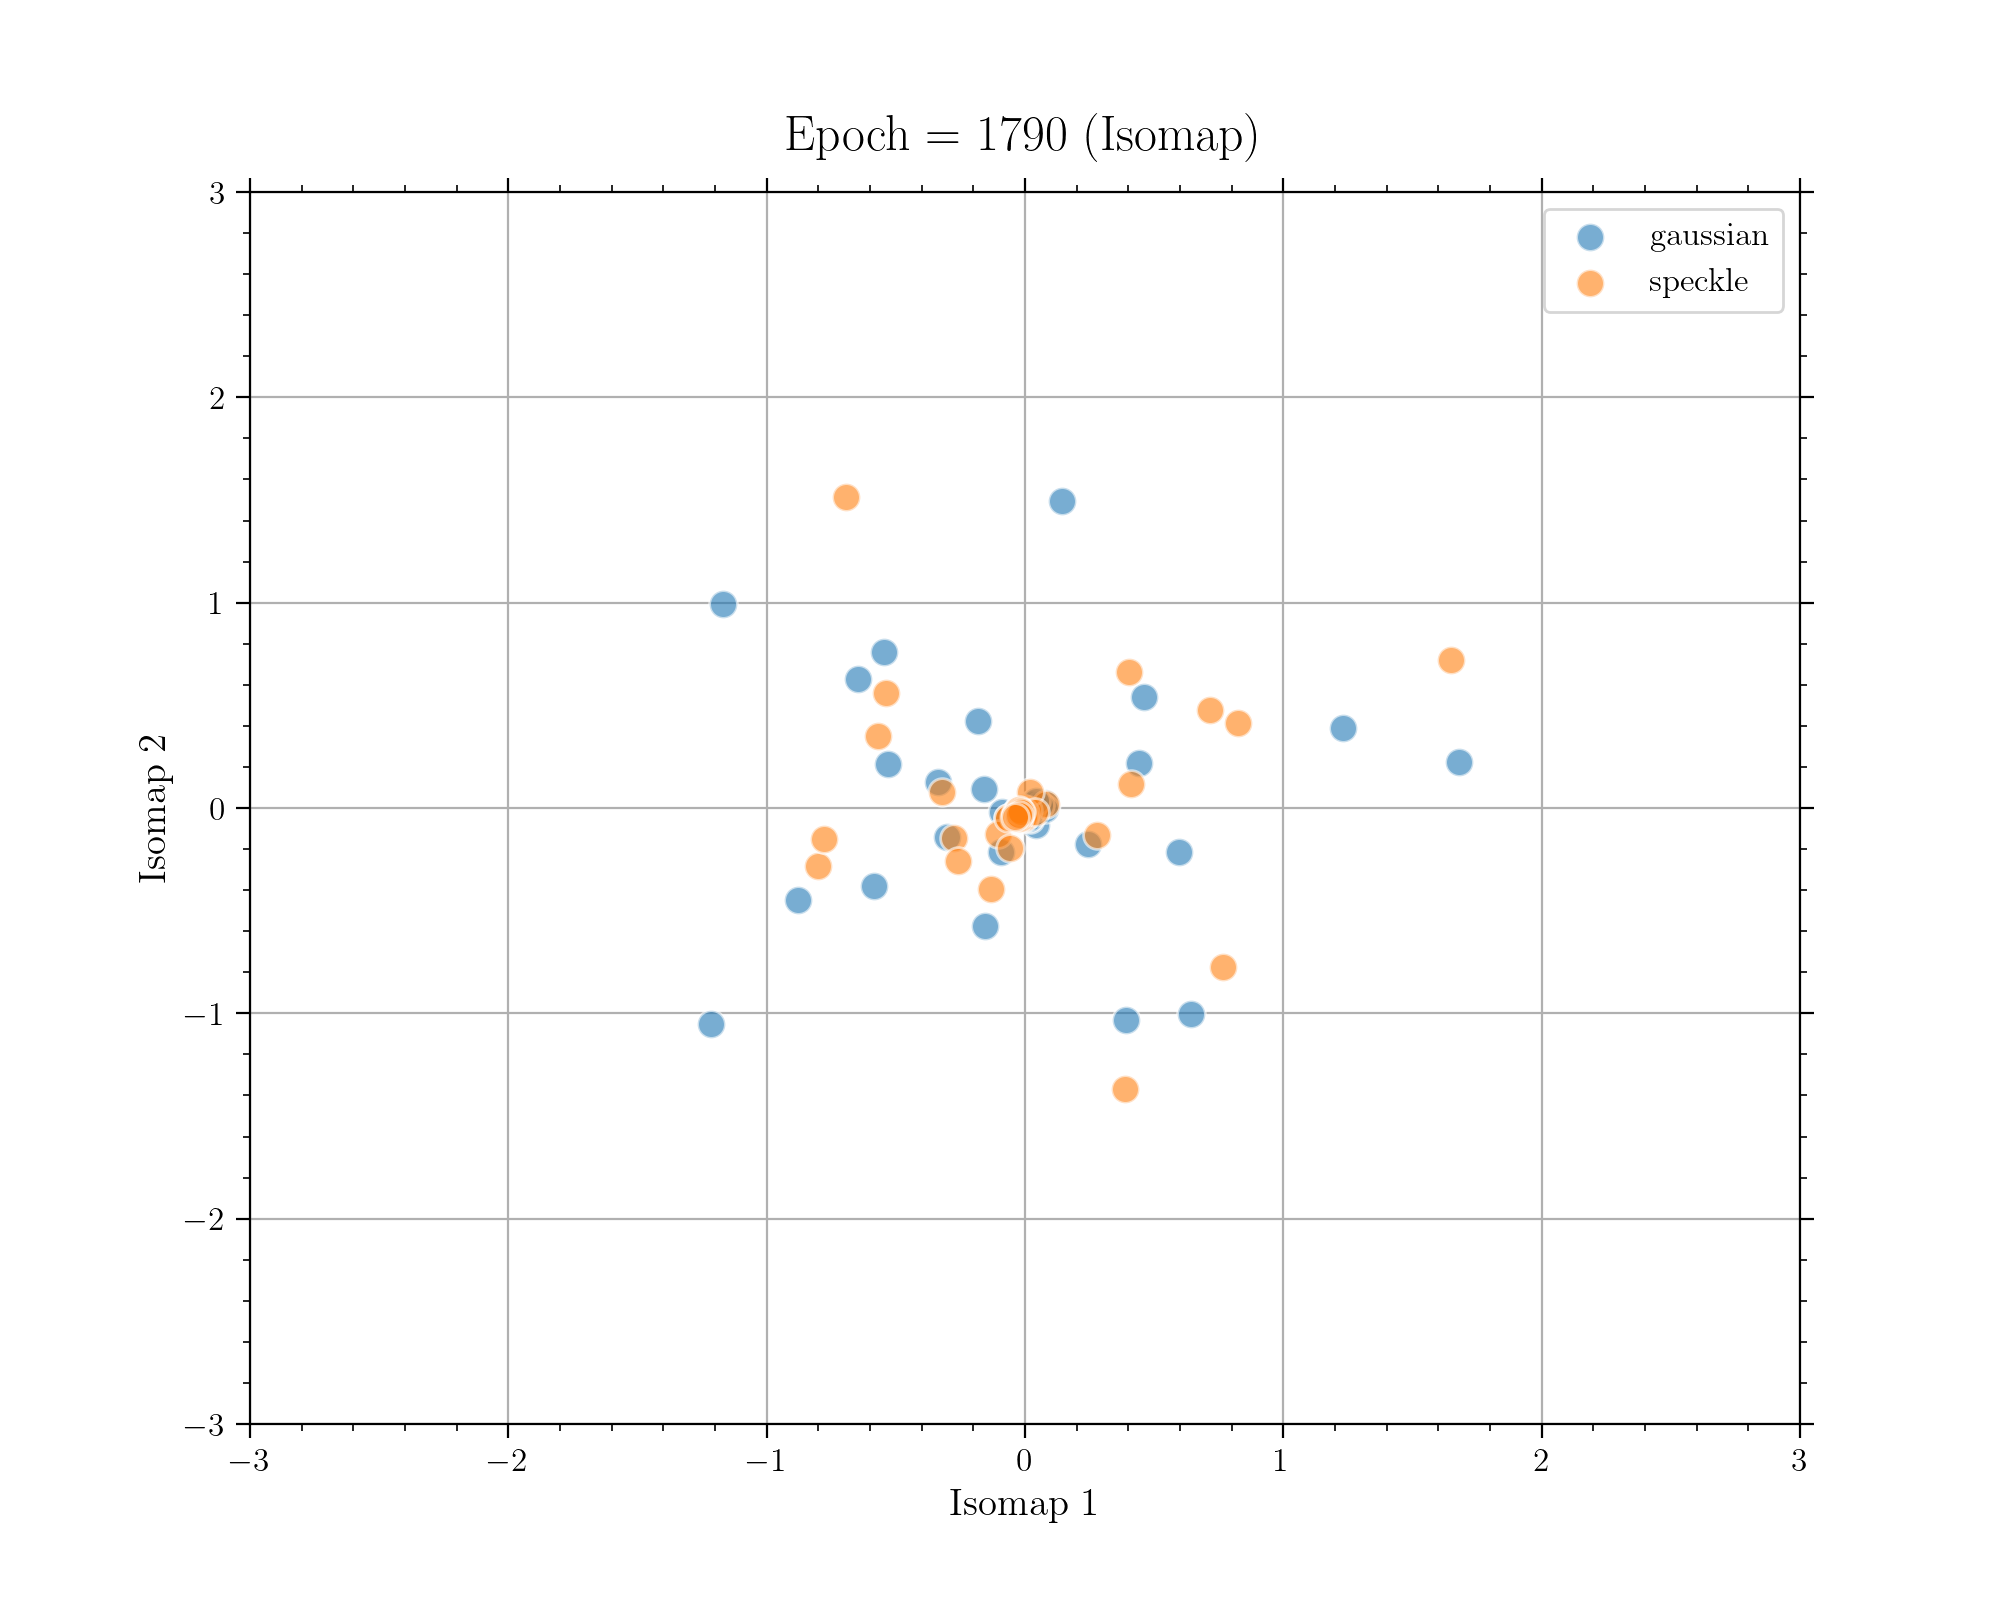 Epoch = 1790 (Isomap)
gaussian
speckle
3
2
1
0
−1
−2
−3
Isomap 2
−3
−2
−1
0
1
2
3
Isomap 1